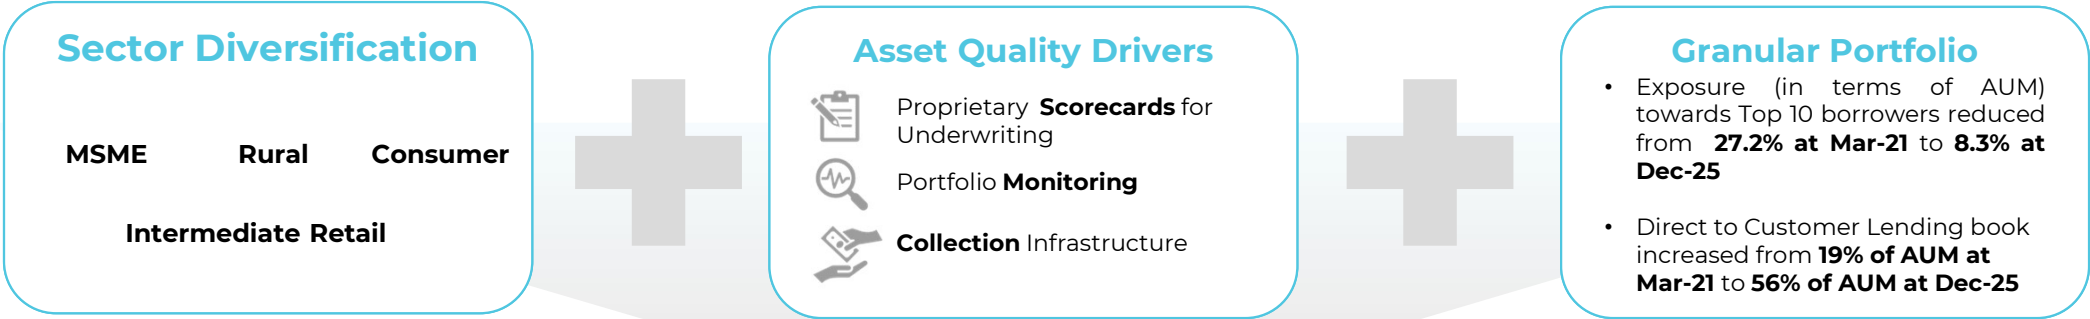 Sector Diversification
MSME Rural Consumer
Intermediate Retail
Asset Quality Drivers
Proprietary Scorecards for
Underwriting
Portfolio Monitoring
Collection Infrastructure
Granular Portfolio
• Exposure (in terms of AUM)
towards Top 10 borrowers reduced
from 27.2% at Mar-21 to 8.3% at
Dec-25
• Direct to Customer Lending book
increased from 19% of AUM at
Mar-21 to 56% of AUM at Dec-25